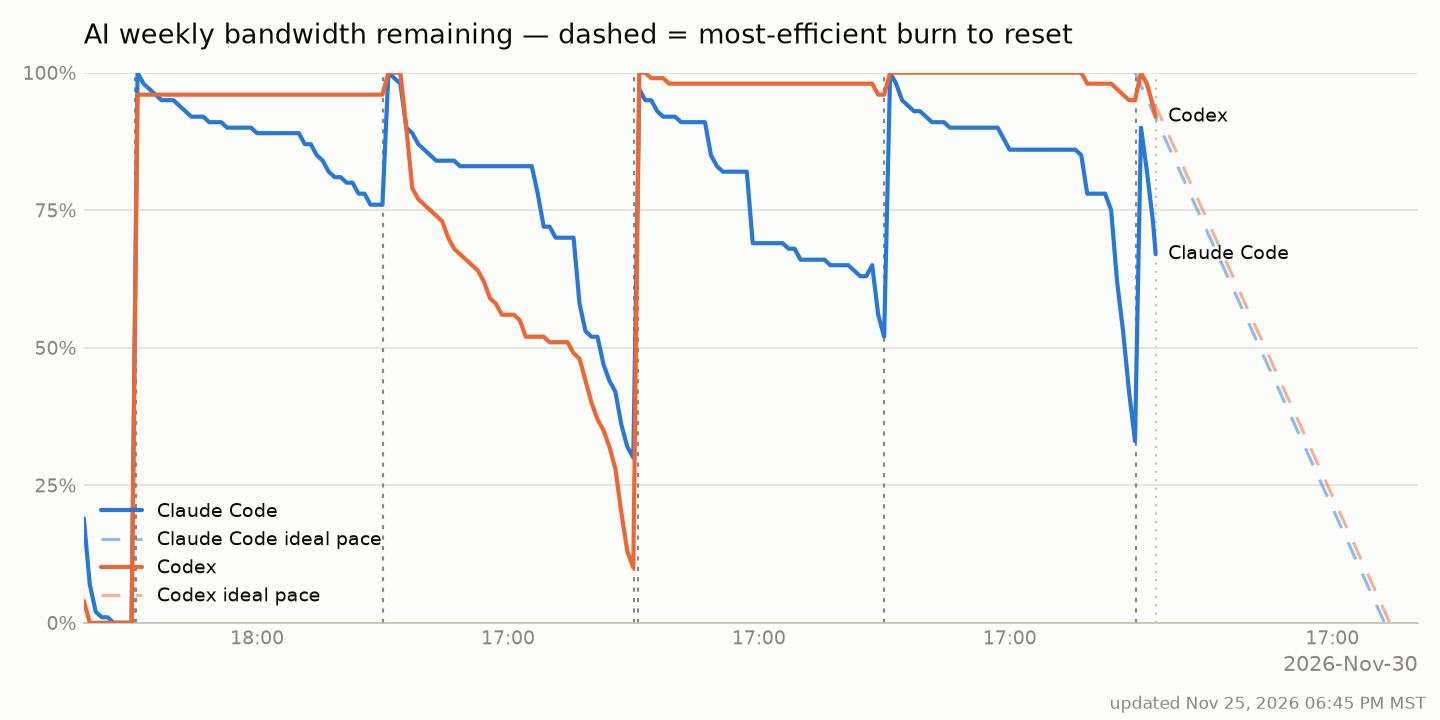 AI weekly bandwidth remaining — dashed = most-efficient burn to reset
100%
75%
50%
25%
0%
Codex
Claude Code
Claude Code
Claude Code ideal pace
Codex
Codex ideal pace
18:00 17:00 17:00 17:00 17:00
2026-Nov-30
updated Nov 25, 2026 06:45 PM MST